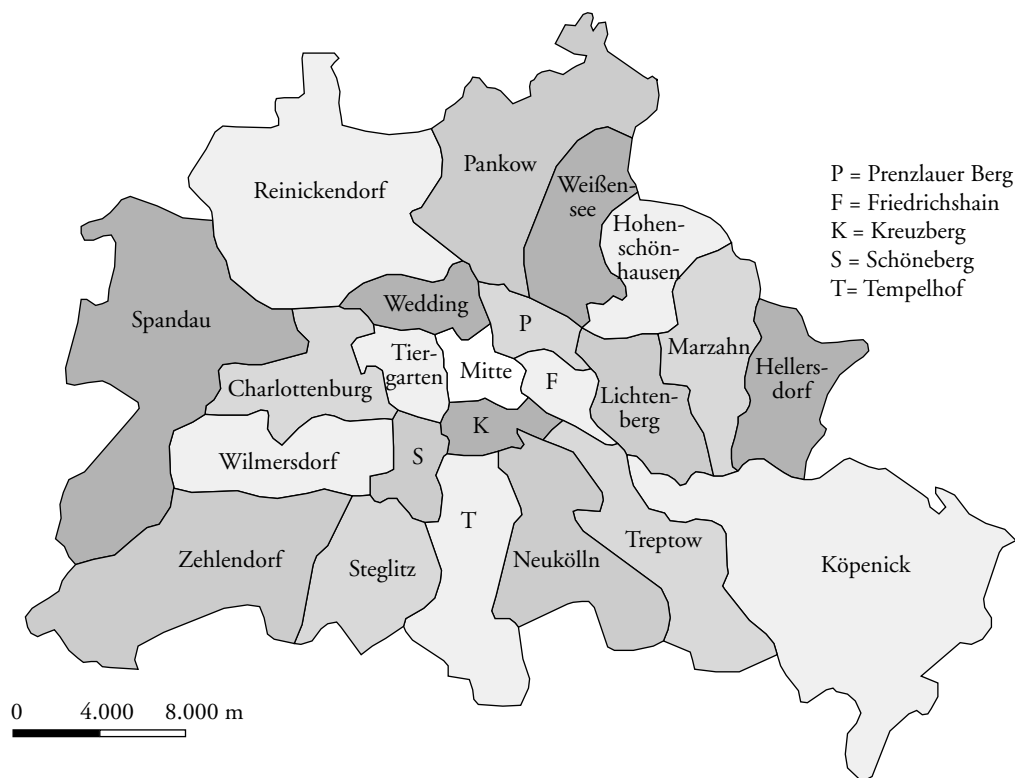 Pankow
Reinickendorf
Weißen-
see
Hohen-
schön-
hausen
P = Prenzlauer Berg
F = Friedrichshain
K = Kreuzberg
S = Schöneberg
T= Tempelhof
Spandau
Wedding
P
Tier-
garten
Mitte
F
Marzahn
Hellers-
dorf
Charlottenburg
Lichten-
berg
K
S
Wilmersdorf
T
Zehlendorf
Steglitz
Neukölln
Treptow
Köpenick
0 4.000 8.000 m